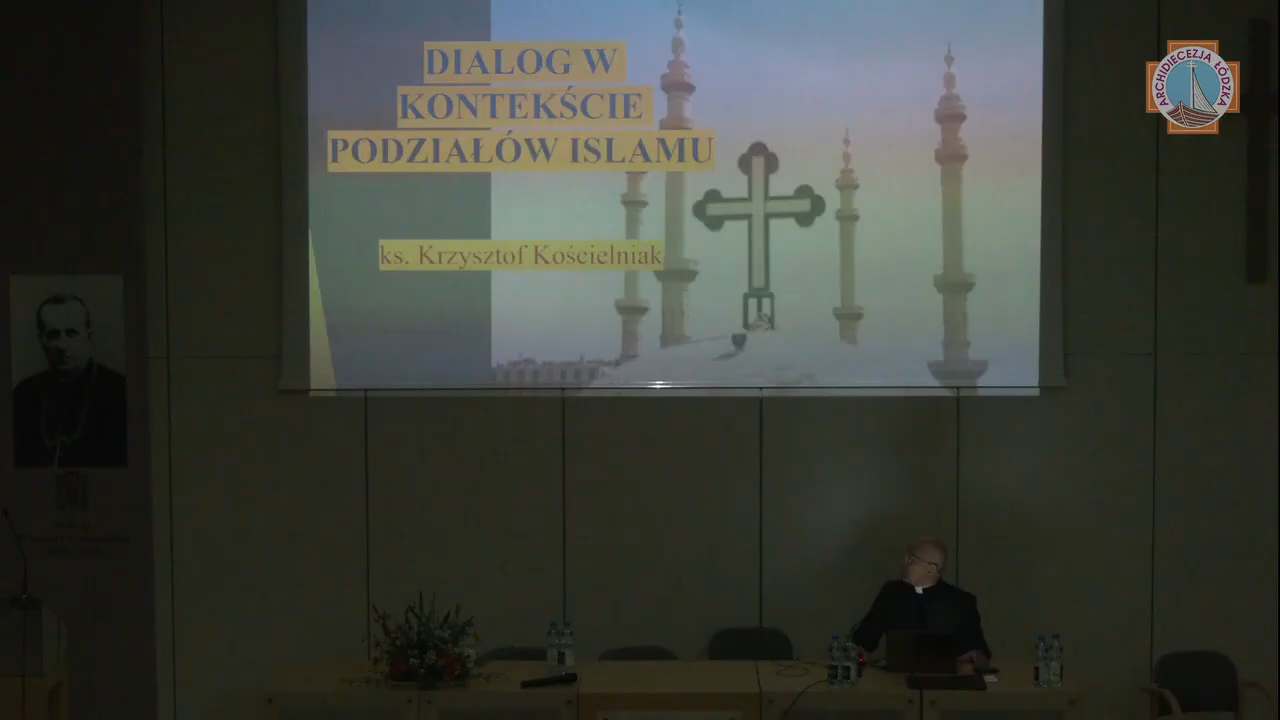 DIALOG W
KONTEKŚCIE
PODZIAŁÓW ISLAMU
ks. Krzysztof Kościelniak
ARCHIDIECEZJA ŁÓDZKA